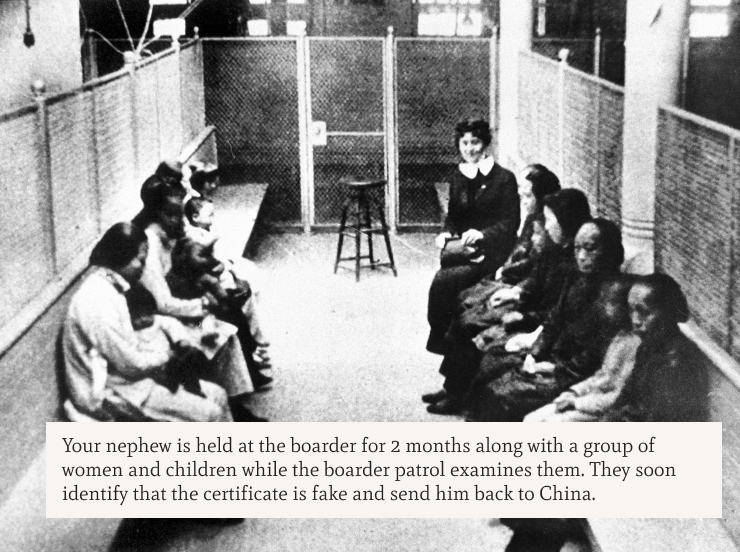 Your nephew is held at the boarder for 2 months along with a group of
women and children while the boarder patrol examines them. They soon
identify that the certificate is fake and send him back to China.